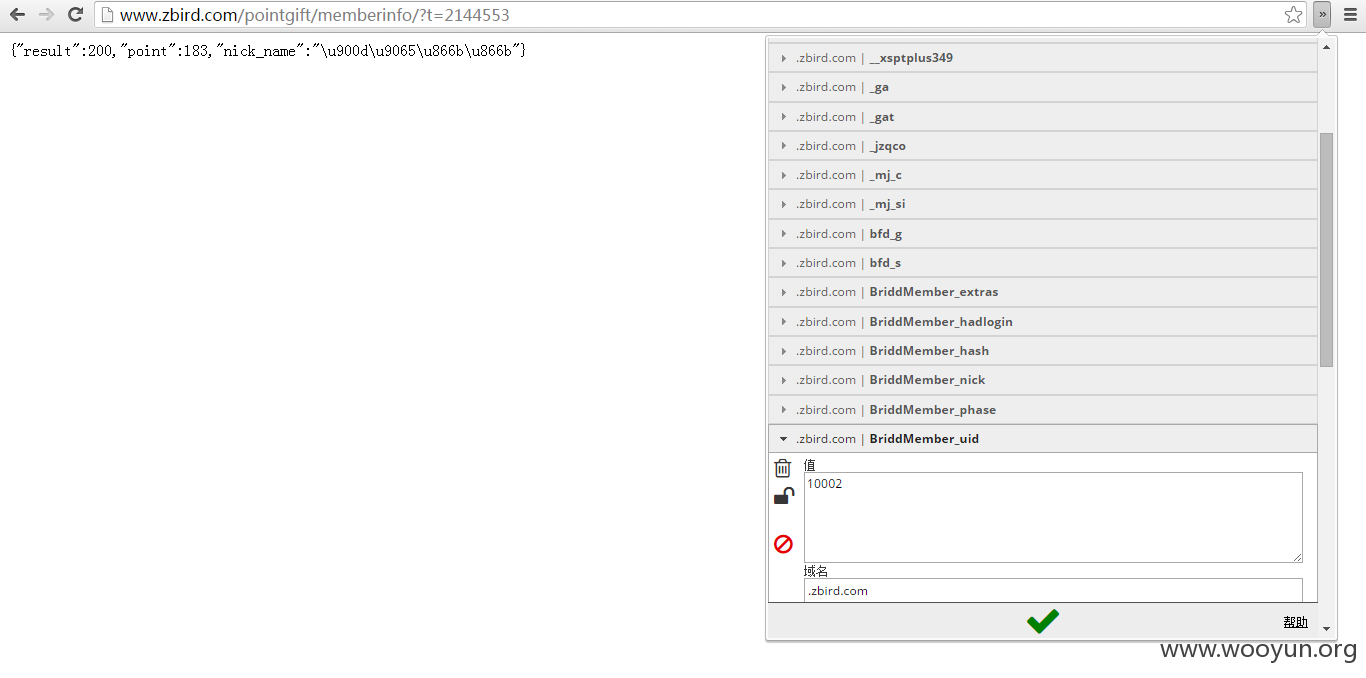 www.zbird.com/pointgift/memberinfo/?t=2144553
{"result":200,"point":183,"nick_name":"\u900d\u9065\u866b\u866b"}
.zbird.com | __xsptplus349
.zbird.com | _ga
.zbird.com | _gat
.zbird.com | _jzqco
.zbird.com | _mj_c
.zbird.com | _mj_si
.zbird.com | bfd_g
.zbird.com | bfd_s
.zbird.com | BriddMember_extras
.zbird.com | BriddMember_hadlogin
.zbird.com | BriddMember_hash
.zbird.com | BriddMember_nick
.zbird.com | BriddMember_phase
.zbird.com | BriddMember_uid
值
10002
域名
.zbird.com
帮助
www.wooyun.org